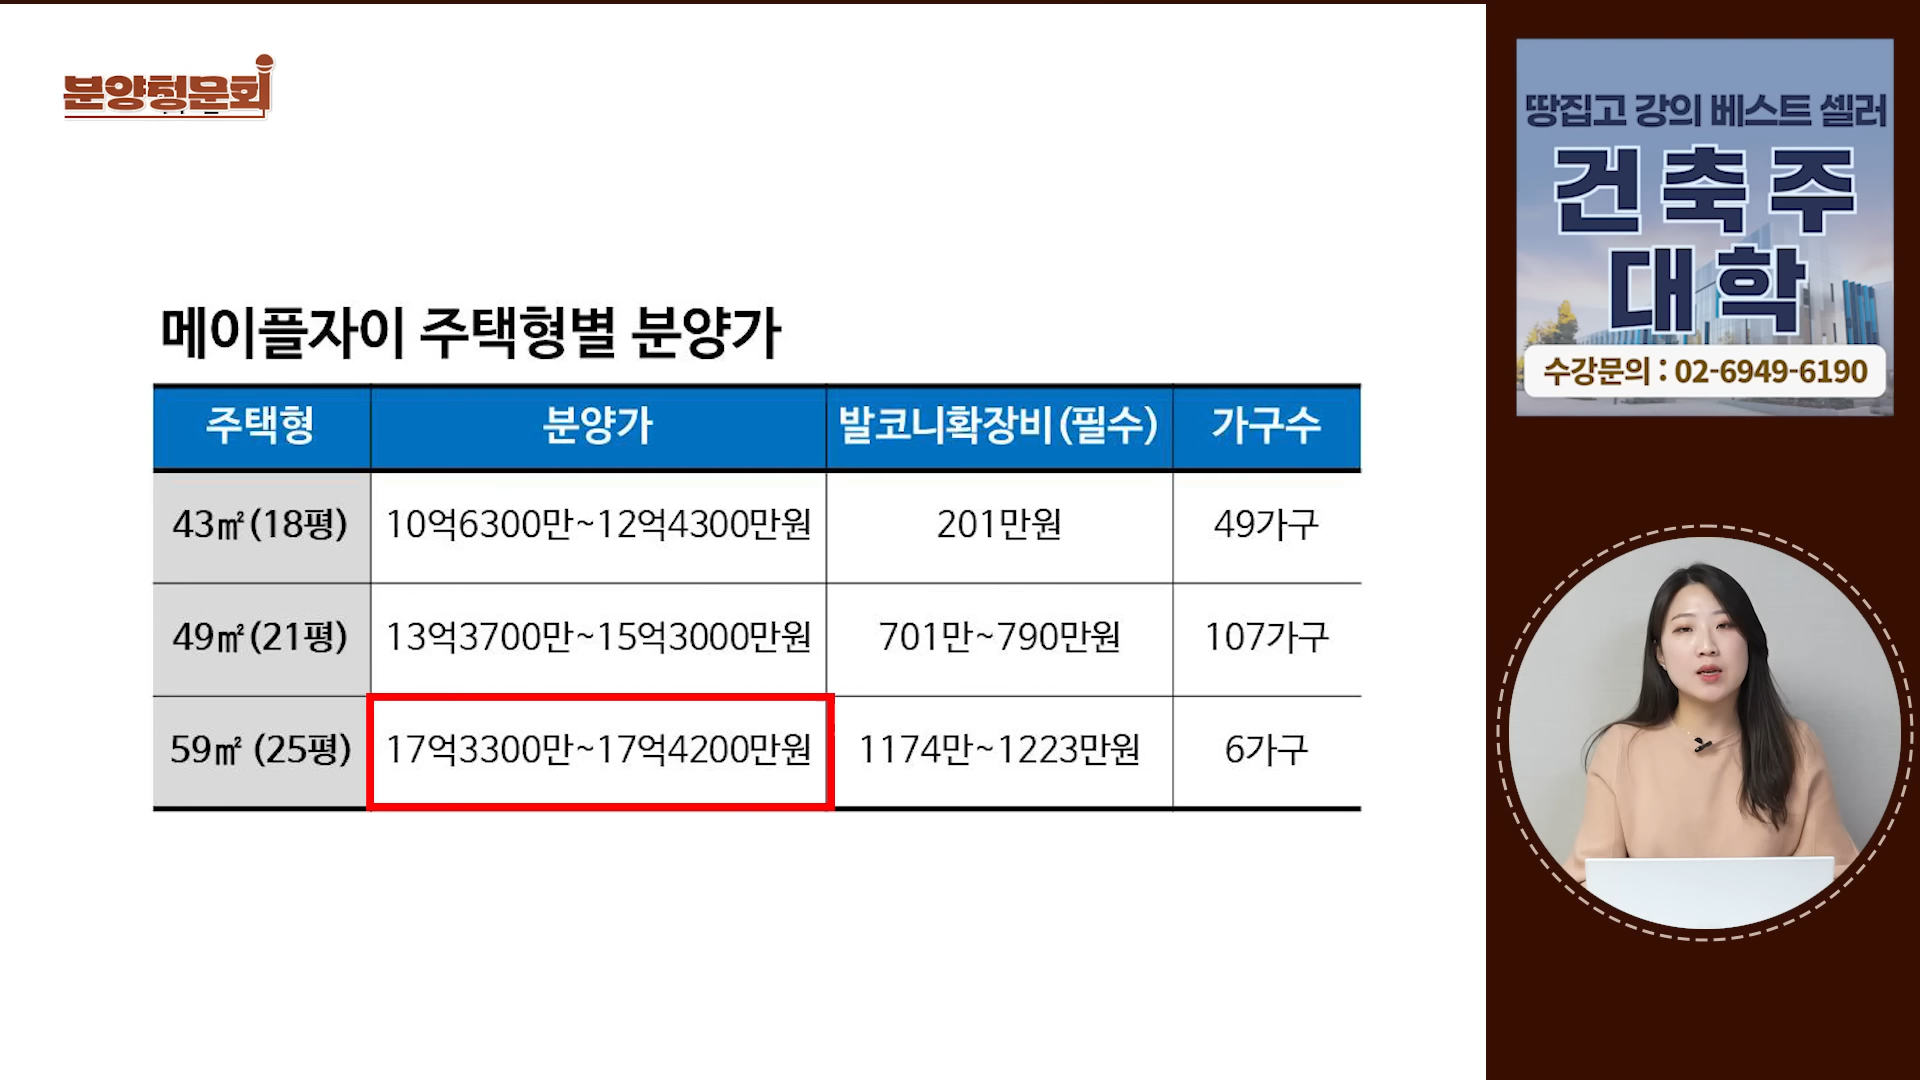 분양청문회
메이플자이 주택형별 분양가
주택형 분양가 발코니확장비(필수) 가구수
43㎡(18평) 10억6300만~12억4300만원 201만원 49가구
49㎡(21평) 13억3700만~15억3000만원 701만~790만원 107가구
59㎡ (25평) 17억3300만~17억4200만원 1174만~1223만원 6가구
땅집고 강의 베스트 셀러
건축주
대학
수강문의 : 02-6949-6190